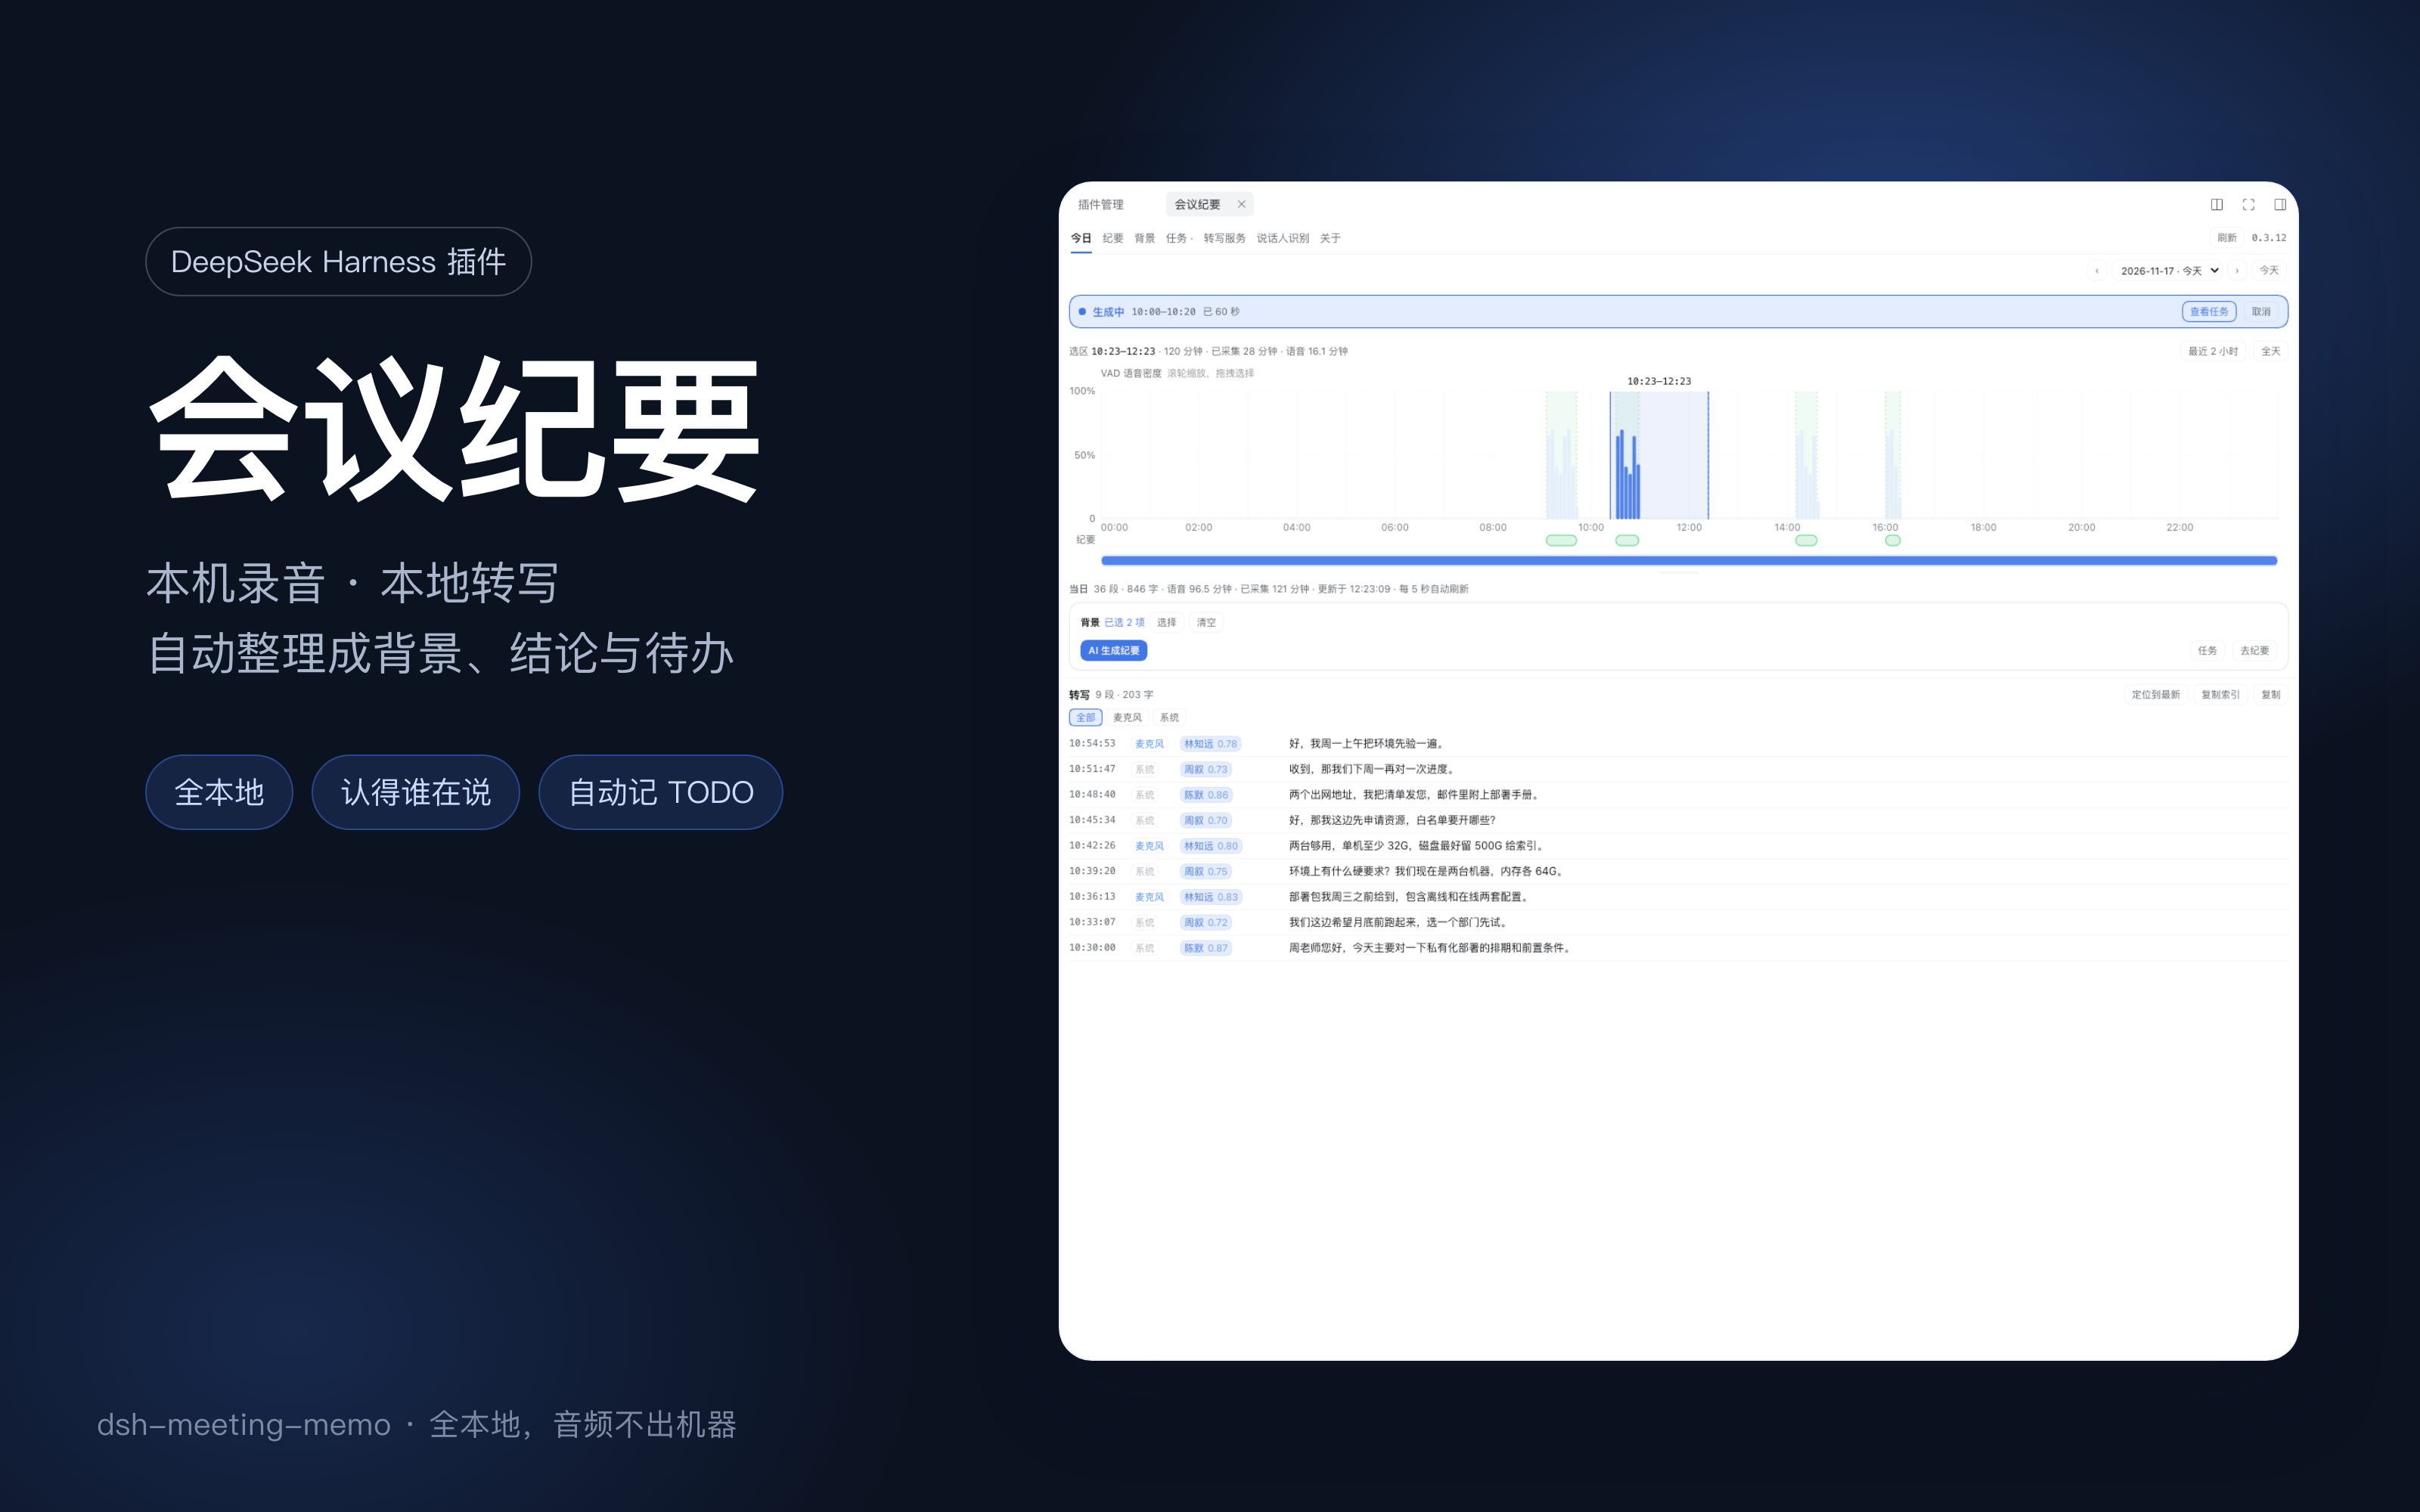 DeepSeek Harness 插件
会议纪要
本机录音 · 本地转写
自动整理成背景、结论与待办
全本地 认得谁在说 自动记 TODO
dsh-meeting-memo · 全本地，音频不出机器
插件管理 会议纪要 ×
今日 纪要 背景 任务 · 转写服务 说话人识别 关于 刷新 0.3.12
‹ 2026-11-17 · 今天 › 今天
生成中 10:00–10:20 已 60 秒 查看任务 取消
选区 10:23–12:23 · 120 分钟 · 已采集 28 分钟 · 语音 16.1 分钟 最近 2 小时 全天
VAD 语音密度 滚轮缩放，拖拽选择
10:23–12:23
100%
50%
0
00:00 02:00 04:00 06:00 08:00 10:00 12:00 14:00 16:00 18:00 20:00 22:00
纪要
当日 36 段 · 846 字 · 语音 96.5 分钟 · 已采集 121 分钟 · 更新于 12:23:09 · 每 5 秒自动刷新
背景 已选 2 项 选择 清空
AI 生成纪要 任务 去纪要
转写 9 段 · 203 字 定位到最新 复制索引 复制
全部 麦克风 系统
10:54:53 麦克风 林知远 0.78 好，我周一上午把环境先验一遍。
10:51:47 系统 周叙 0.73 收到，那我们下周一再对一次进度。
10:48:40 系统 陈默 0.86 两个出网地址，我把清单发您，邮件里附上部署手册。
10:45:34 系统 周叙 0.70 好，那我这边先申请资源，白名单要开哪些？
10:42:26 麦克风 林知远 0.80 两台够用，单机至少 32G，磁盘最好留 500G 给索引。
10:39:20 系统 周叙 0.75 环境上有什么硬要求？我们现在是两台机器，内存各 64G。
10:36:13 麦克风 林知远 0.83 部署包我周三之前给到，包含离线和在线两套配置。
10:33:07 系统 周叙 0.72 我们这边希望月底前跑起来，选一个部门先试。
10:30:00 系统 陈默 0.87 周老师您好，今天主要对一下私有化部署的排期和前置条件。